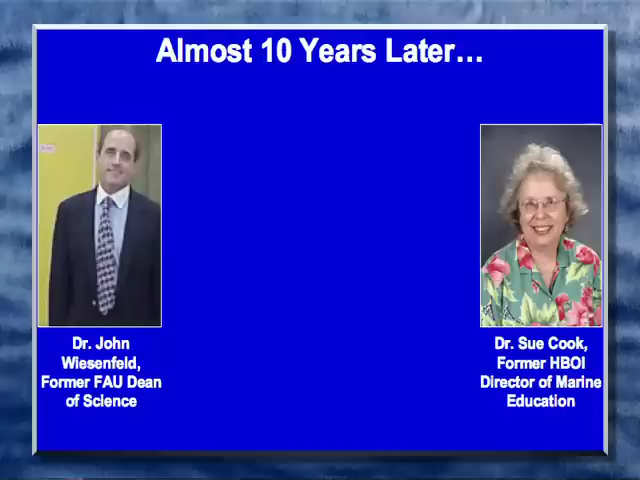 Almost 10 Years Later…
Dr. John
Wiesenfeld,
Former FAU Dean
of Science
Dr. Sue Cook,
Former HBOI
Director of Marine
Education